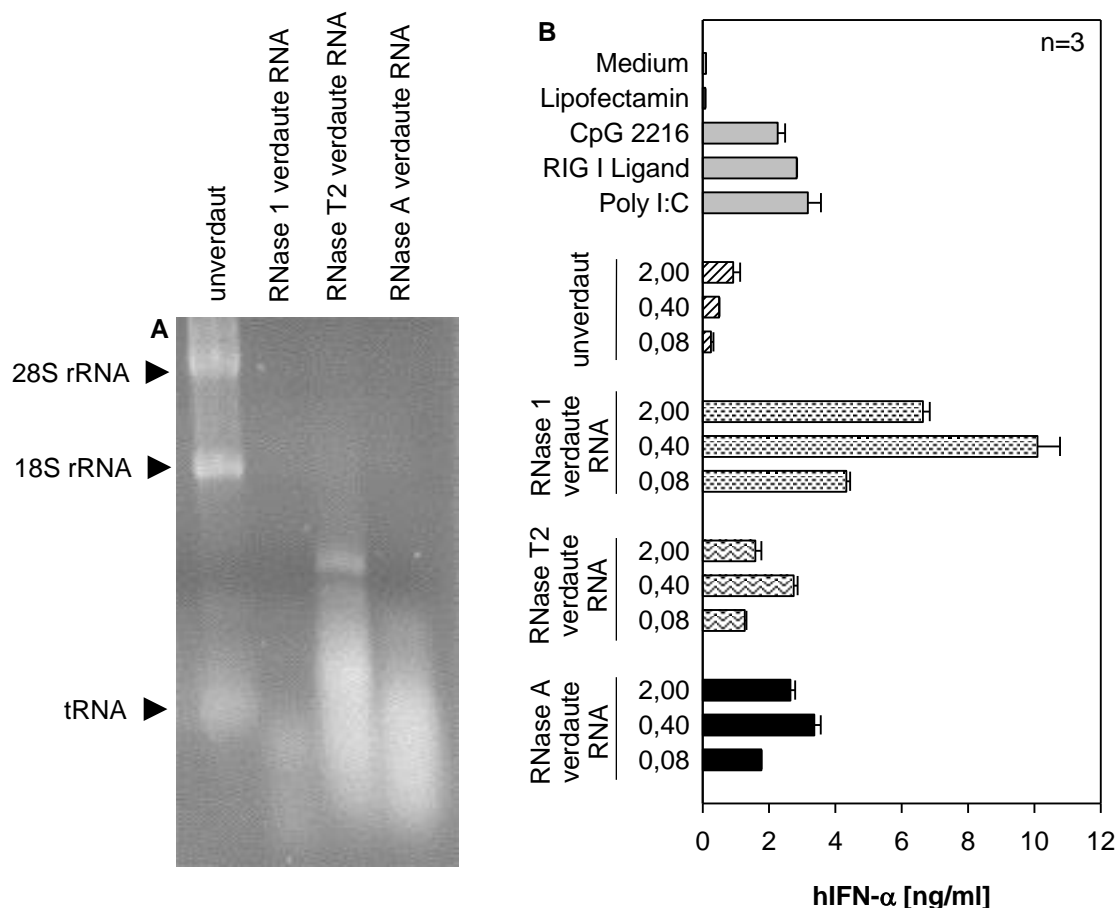 unverdaut
RNase 1 verdaute RNA
RNase T2 verdaute RNA
RNase A verdaute RNA
A
28S rRNA
18S rRNA
tRNA
B
n=3
Medium
Lipofectamin
CpG 2216
RIG I Ligand
Poly I:C
unverdaut
2,00
0,40
0,08
RNase 1
verdaute
RNA
2,00
0,40
0,08
RNase T2
verdaute
RNA
2,00
0,40
0,08
RNase A
verdaute
RNA
2,00
0,40
0,08
0 2 4 6 8 10 12
hIFN-α [ng/ml]